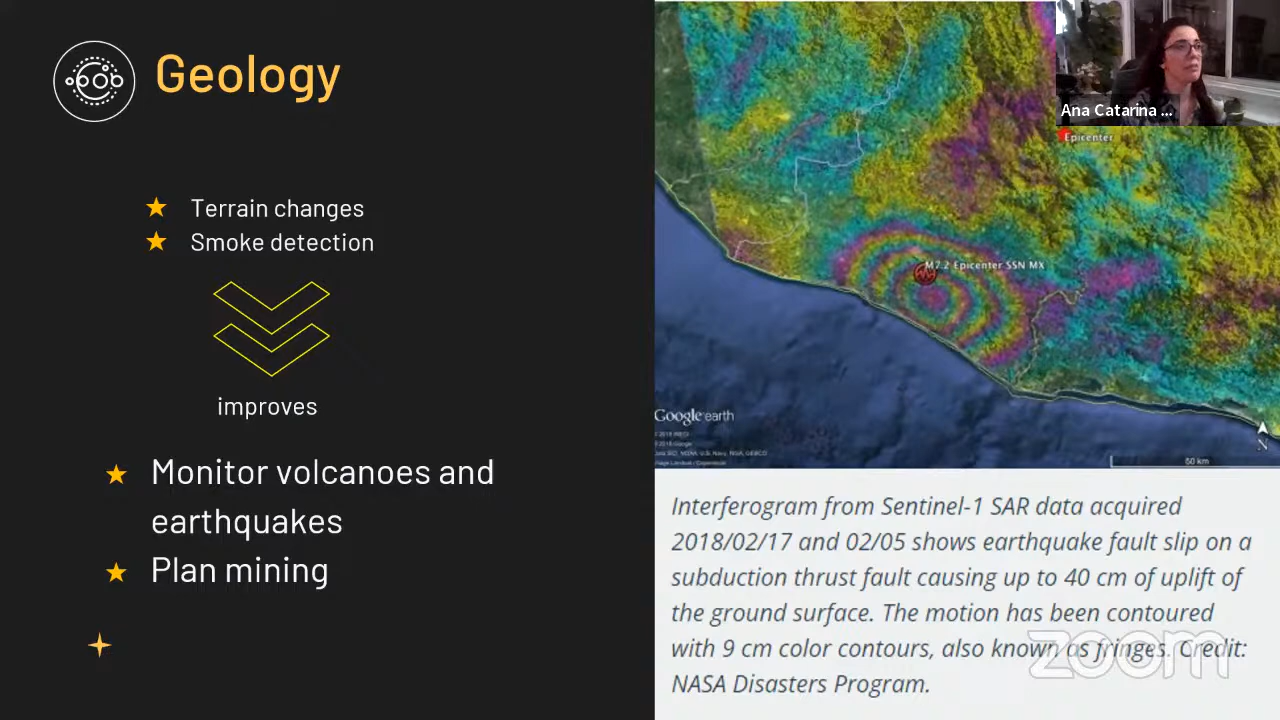 Geology
Terrain changes
Smoke detection
improves
Monitor volcanoes and
earthquakes
Plan mining
Ana Catarina ...
Epicenter
M7.2 Epicenter SSN MX
Google earth
N
60 km
Interferogram from Sentinel-1 SAR data acquired
2018/02/17 and 02/05 shows earthquake fault slip on a
subduction thrust fault causing up to 40 cm of uplift of
the ground surface. The motion has been contoured
with 9 cm color contours, also known as fringes. Credit:
NASA Disasters Program.
zoom